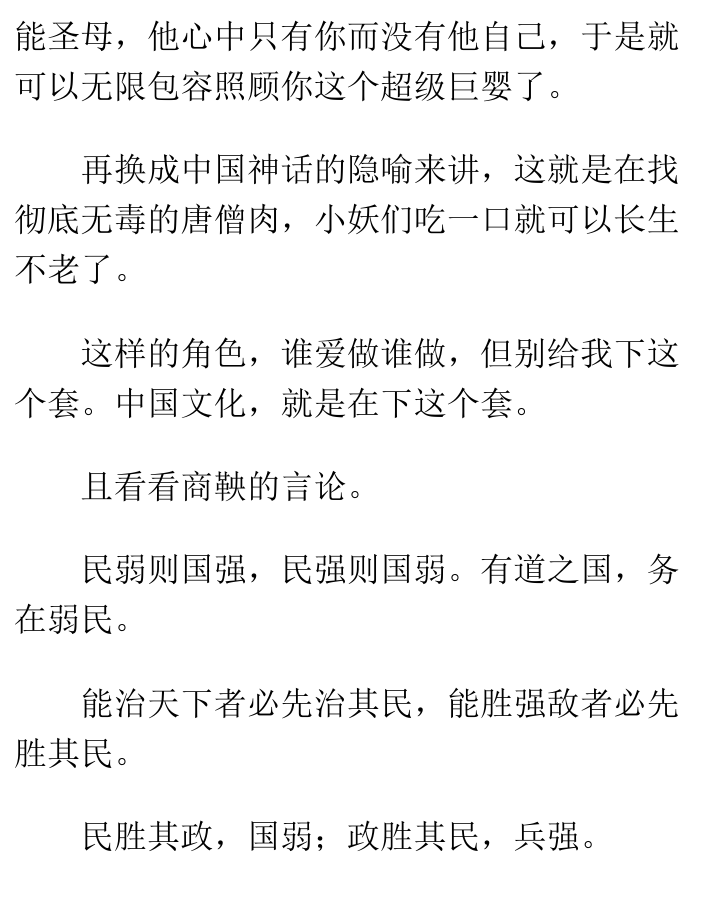 能圣母，他心中只有你而没有他自己，于是就
可以无限包容照顾你这个超级巨婴了。
再换成中国神话的隐喻来讲，这就是在找
彻底无毒的唐僧肉，小妖们吃一口就可以长生
不老了。
这样的角色，谁爱做谁做，但别给我下这
个套。中国文化，就是在下这个套。
且看看商鞅的言论。
民弱则国强，民强则国弱。有道之国，务
在弱民。
能治天下者必先治其民，能胜强敌者必先
胜其民。
民胜其政，国弱；政胜其民，兵强。